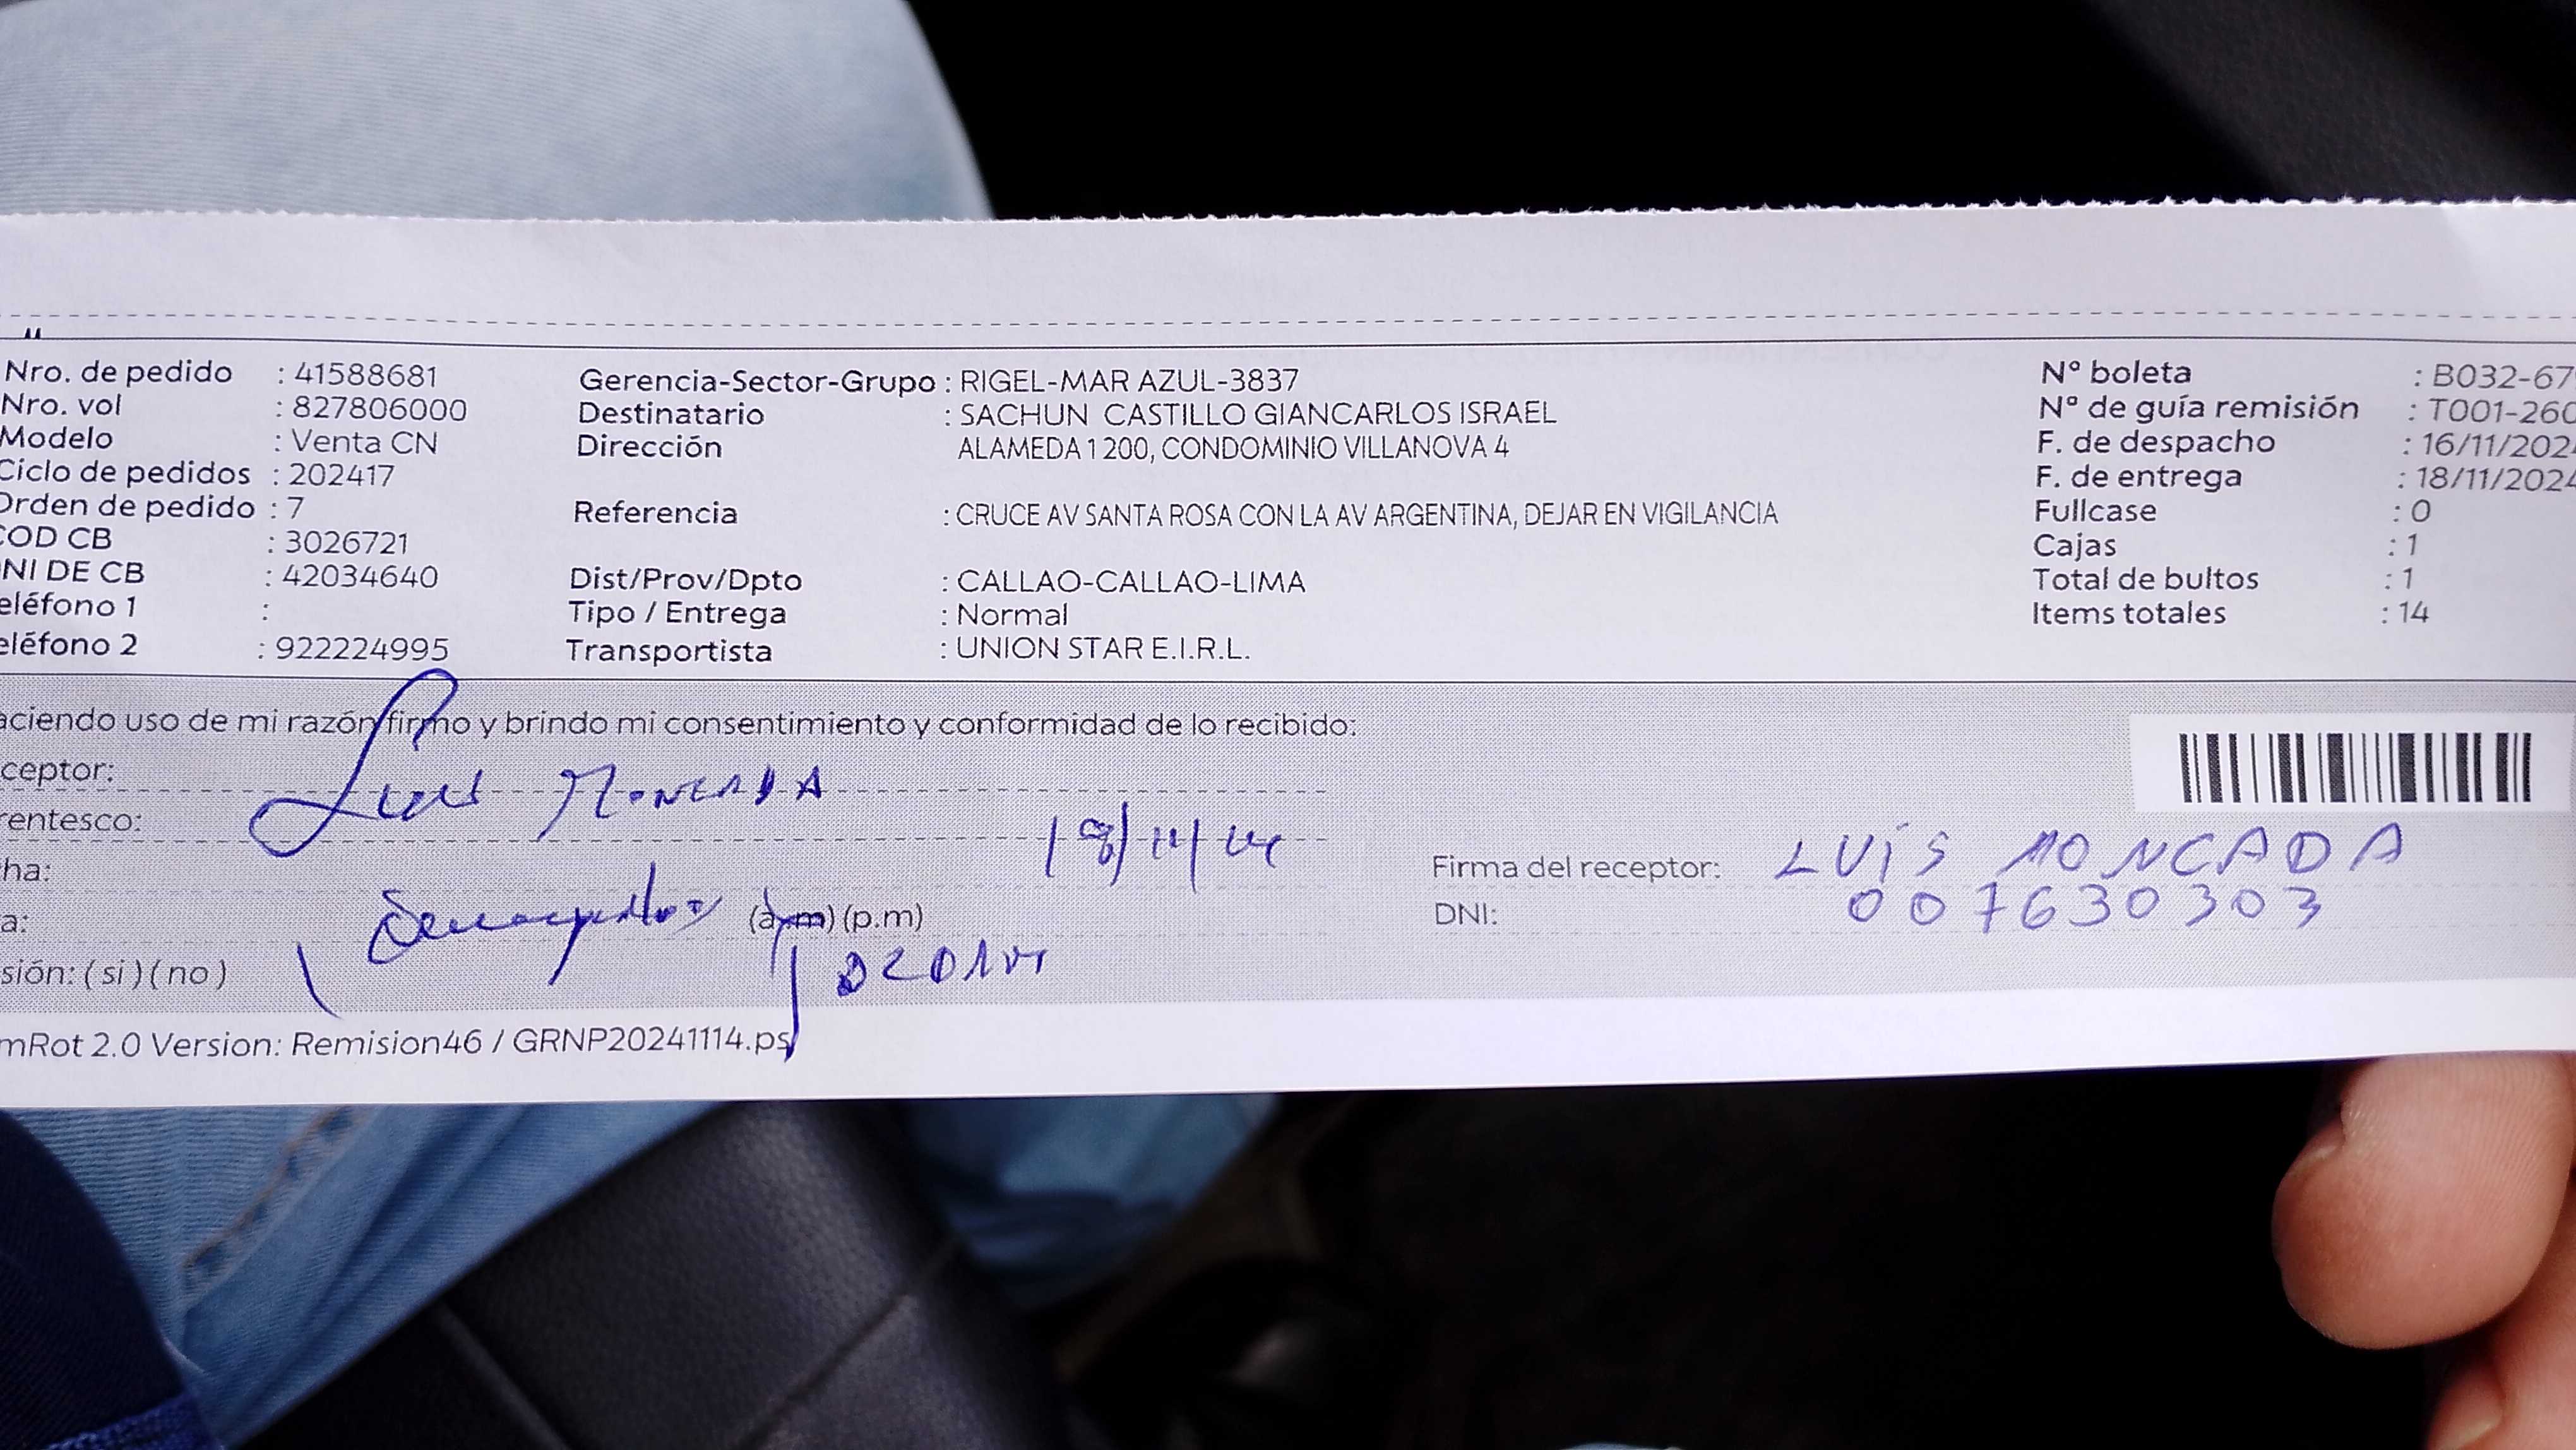 Nro. de pedido : 41588681
Nro. vol : 827806000
Modelo : Venta CN
Ciclo de pedidos : 202417
Orden de pedido : 7
COD CB : 3026721
NI DE CB : 42034640
eléfono 1 :
eléfono 2 : 922224995
Gerencia-Sector-Grupo : RIGEL-MAR AZUL-3837
Destinatario : SACHUN CASTILLO GIANCARLOS ISRAEL
Dirección ALAMEDA 1 200, CONDOMINIO VILLANOVA 4
Referencia : CRUCE AV SANTA ROSA CON LA AV ARGENTINA, DEJAR EN VIGILANCIA
Dist/Prov/Dpto : CALLAO-CALLAO-LIMA
Tipo / Entrega : Normal
Transportista : UNION STAR E.I.R.L.
Nº boleta : B032-67
Nº de guía remisión : T001-260
F. de despacho : 16/11/202
F. de entrega : 18/11/2024
Fullcase : 0
Cajas : 1
Total de bultos : 1
Items totales : 14
aciendo uso de mi razón firmo y brindo mi consentimiento y conformidad de lo recibido:
ceptor: Luis MONCADA
rentesco:
ha: 18/11/24
a: (a.m) (p.m)
sión: ( si ) ( no )
Firma del receptor: LUIS MONCADA
DNI: 007630303
mRot 2.0 Version: Remision46 / GRNP20241114.ps